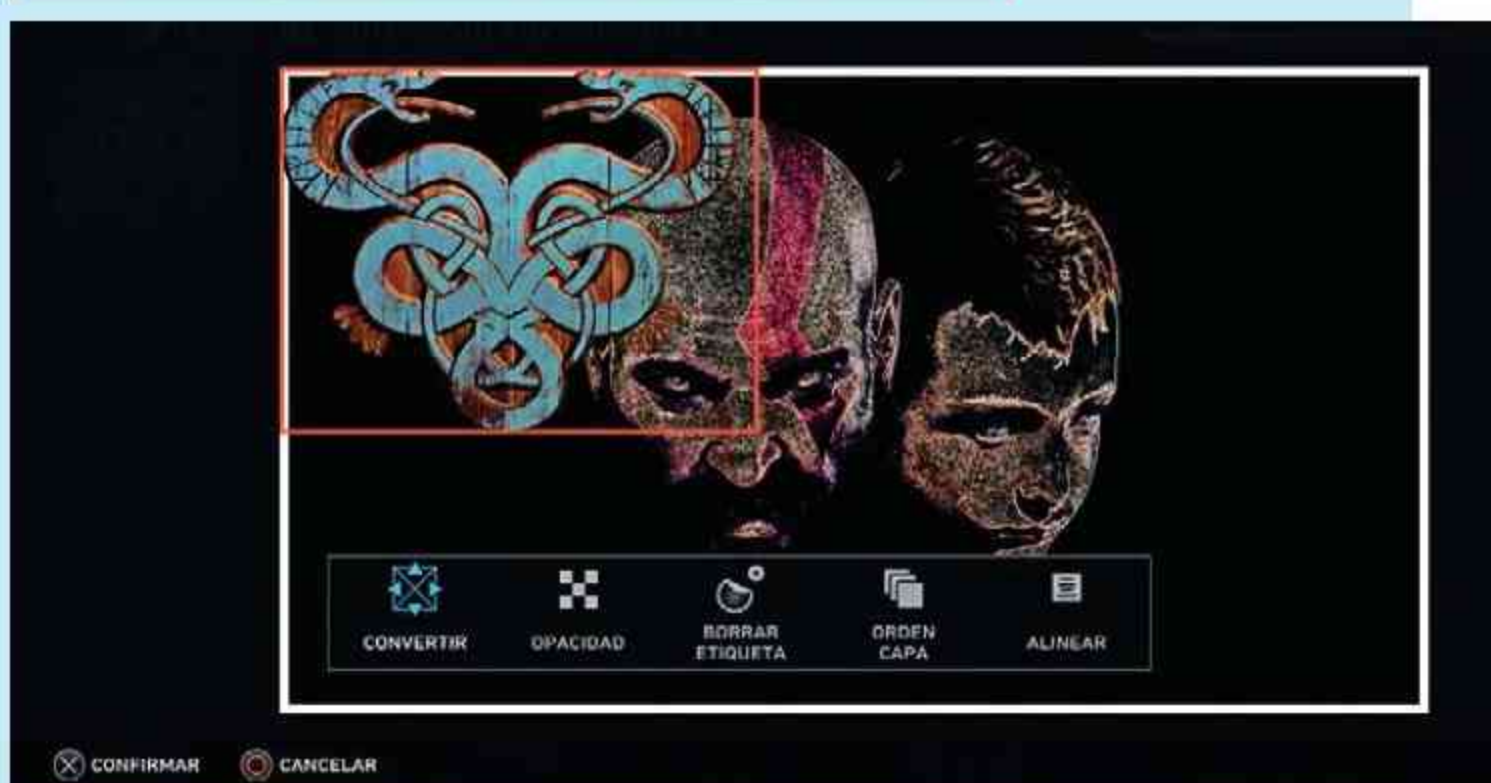 CONVERTIR
OPACIDAD
BORRAR
ETIQUETA
ORDEN
CAPA
ALINEAR
CONFIRMAR
CANCELAR